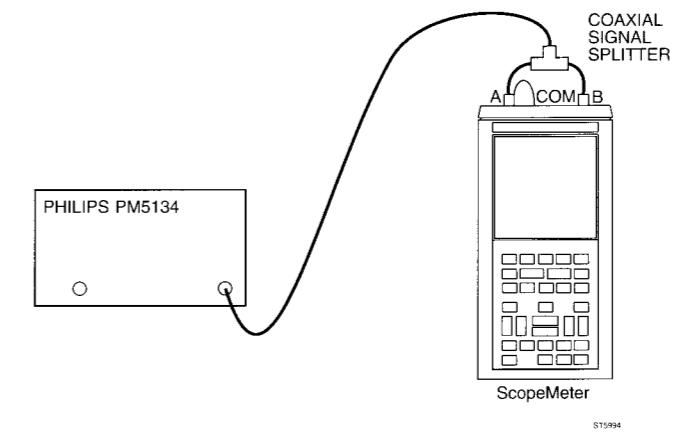 COAXIAL
SIGNAL
SPLITTER
A COM B
PHILIPS PM5134
ScopeMeter
ST5994